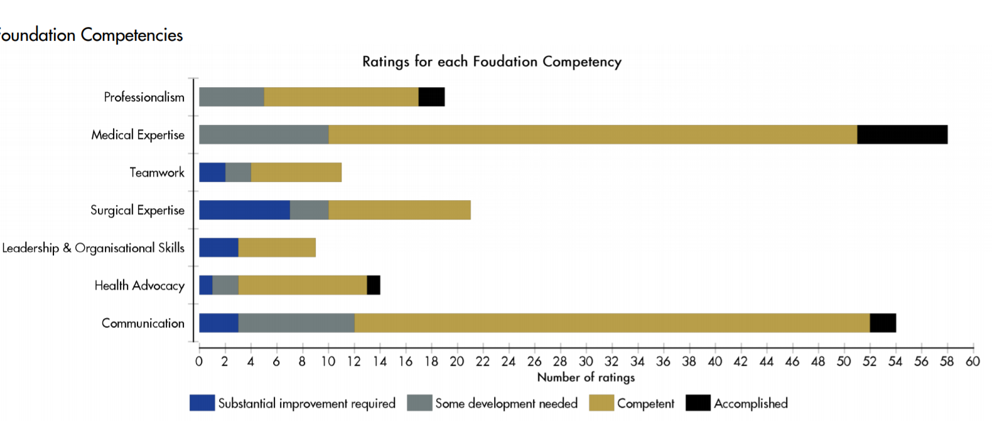 oundation Competencies
Ratings for each Foudation Competency
Professionalism
Medical Expertise
Teamwork
Surgical Expertise
Leadership & Organisational Skills
Health Advocacy
Communication
0 2 4 6 8 10 12 14 16 18 20 22 24 26 28 30 32 34 36 38 40 42 44 46 48 50 52 54 56 58 60
Number of ratings
Substantial improvement required Some development needed Competent Accomplished